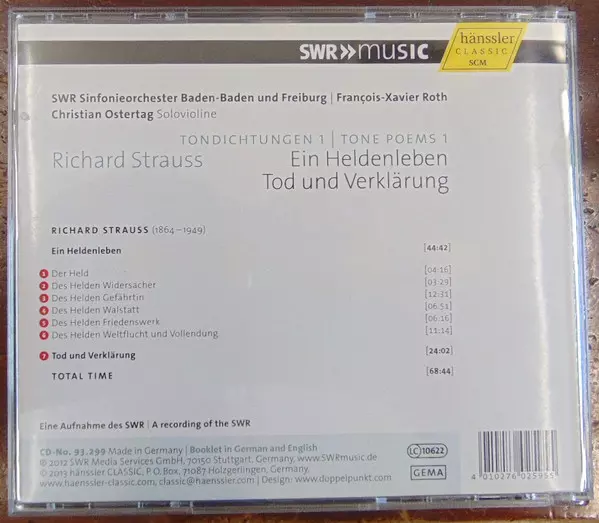 SWR>>music
hänssler
CLASSIC
SCM
SWR Sinfonieorchester Baden-Baden und Freiburg | François-Xavier Roth
Christian Ostertag Solovioline
TONDICHTUNGEN 1 | TONE POEMS 1
Richard Strauss Ein Heldenleben
Tod und Verklärung
RICHARD STRAUSS (1864–1949)
Ein Heldenleben [44:42]
1 Der Held [04:16]
2 Des Helden Widersacher [03:29]
3 Des Helden Gefährtin [12:31]
4 Des Helden Walstatt [06:51]
5 Des Helden Friedenswerk [06:16]
6 Des Helden Weltflucht und Vollendung [11:14]
7 Tod und Verklärung [24:02]
TOTAL TIME [68:44]
Eine Aufnahme des SWR | A recording of the SWR
CD-No. 93.299 Made in Germany | Booklet in German and English
℗ 2012 SWR Media Services GmbH, 70150 Stuttgart, Germany, www.SWRmusic.de
© 2013 hänssler CLASSIC, P.O. Box, 71087 Holzgerlingen, Germany,
www.haenssler-classic.com, classic@haenssler.com | Design: www.doppelpunkt.com
LC 10622
GEMA
4 010276 025955